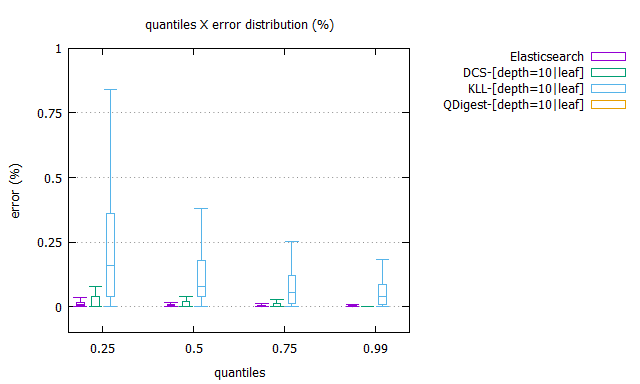 quantiles X error distribution (%)
Elasticsearch
DCS-[depth=10|leaf]
KLL-[depth=10|leaf]
QDigest-[depth=10|leaf]
error (%)
1
0.75
0.5
0.25
0
0.25 0.5 0.75 0.99
quantiles